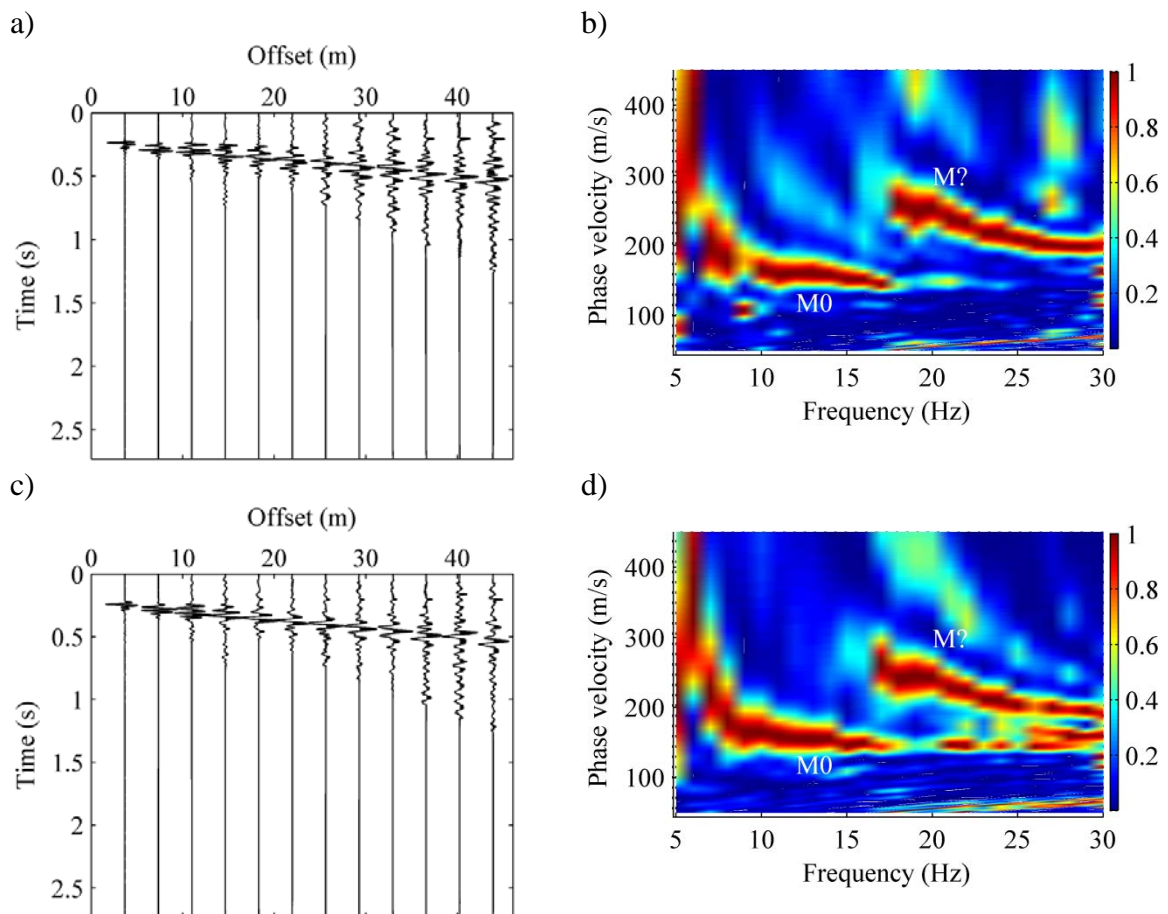 a)
Offset (m)
0 10 20 30 40
0
0.5
1
1.5
2
2.5
Time (s)
b)
400
300
200
100
Phase velocity (m/s)
M?
M0
5 10 15 20 25 30
Frequency (Hz)
1
0.8
0.6
0.4
0.2
c)
Offset (m)
0 10 20 30 40
0
0.5
1
1.5
2
2.5
Time (s)
d)
400
300
200
100
Phase velocity (m/s)
M?
M0
5 10 15 20 25 30
Frequency (Hz)
1
0.8
0.6
0.4
0.2